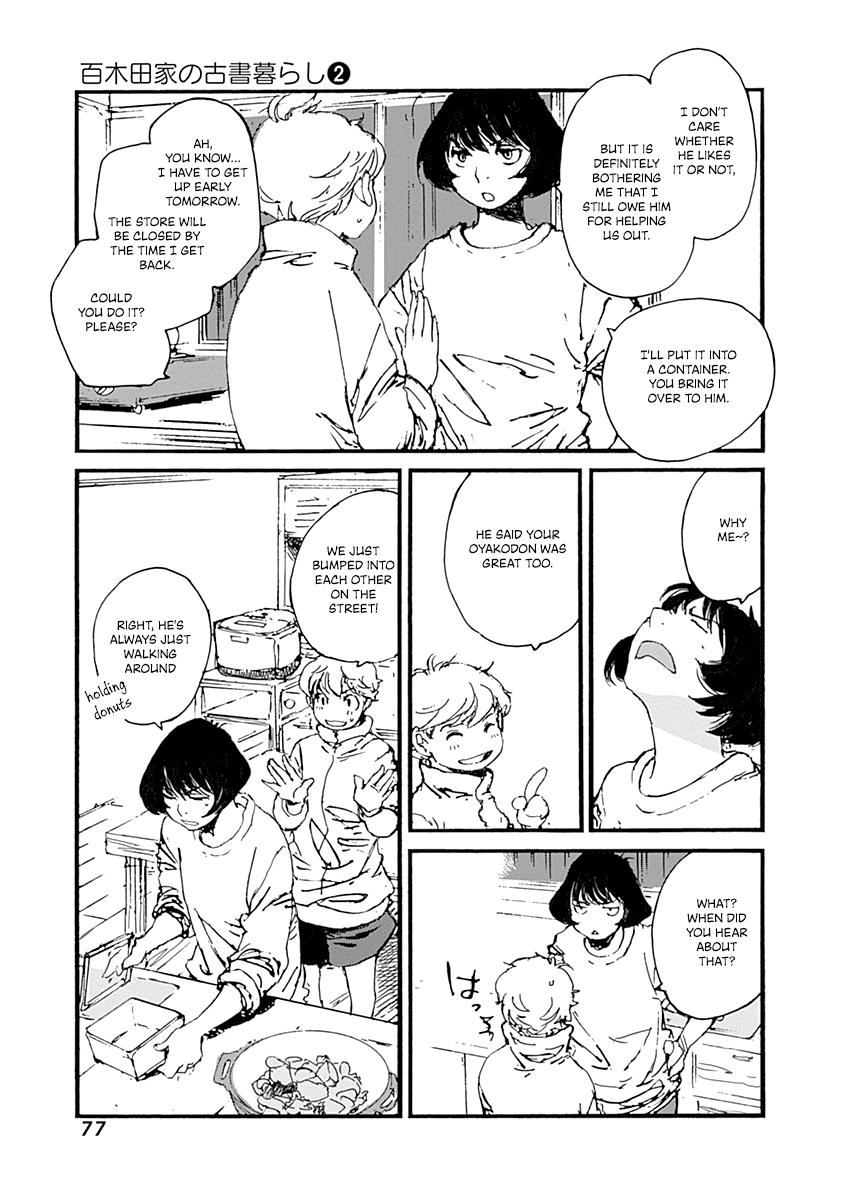 百木田家の古書暮らし❷
I DON'T
CARE
WHETHER
HE LIKES
IT OR NOT,
BUT IT IS
DEFINITELY
BOTHERING
ME THAT I
STILL OWE HIM
FOR HELPING
US OUT.
AH,
YOU KNOW...
I HAVE TO GET
UP EARLY
TOMORROW.
THE STORE WILL
BE CLOSED BY
THE TIME I GET
BACK.
COULD
YOU DO IT?
PLEASE?
I'LL PUT IT INTO
A CONTAINER.
YOU BRING IT
OVER TO HIM.
WHY
ME~?
HE SAID YOUR
OYAKODON WAS
GREAT TOO.
WHAT?
WHEN DID
YOU HEAR
ABOUT
THAT?
はっ
WE JUST
BUMPED INTO
EACH OTHER
ON THE
STREET!
RIGHT, HE'S
ALWAYS JUST
WALKING
AROUND
holding
donuts
77